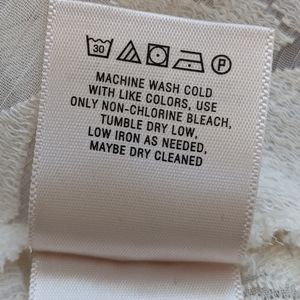 30 P
MACHINE WASH COLD
WITH LIKE COLORS, USE
ONLY NON-CHLORINE BLEACH,
TUMBLE DRY LOW,
LOW IRON AS NEEDED,
MAYBE DRY CLEANED